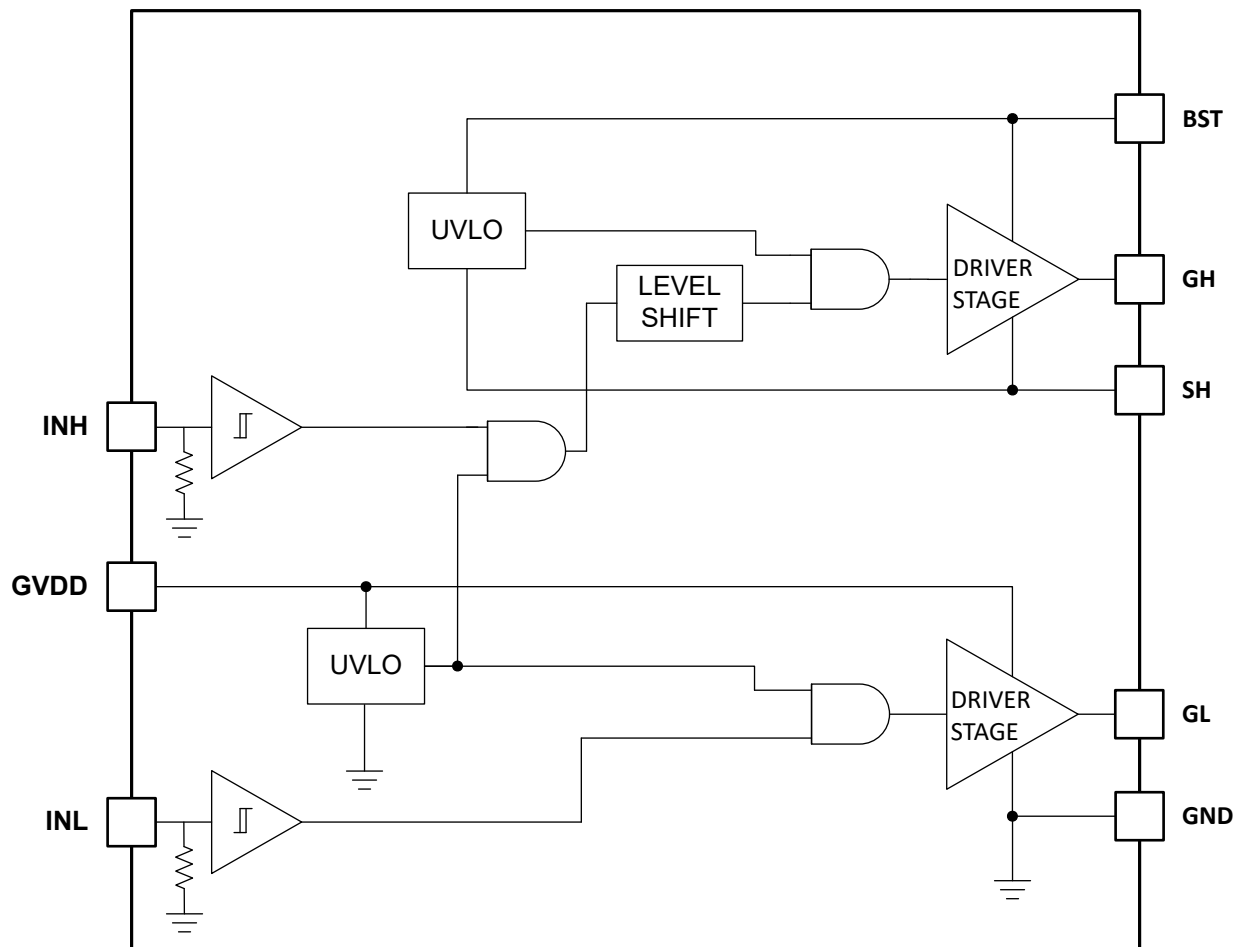 BST
UVLO
DRIVER
STAGE
GH
LEVEL
SHIFT
SH
INH
GVDD
UVLO
DRIVER
STAGE
GL
INL
GND